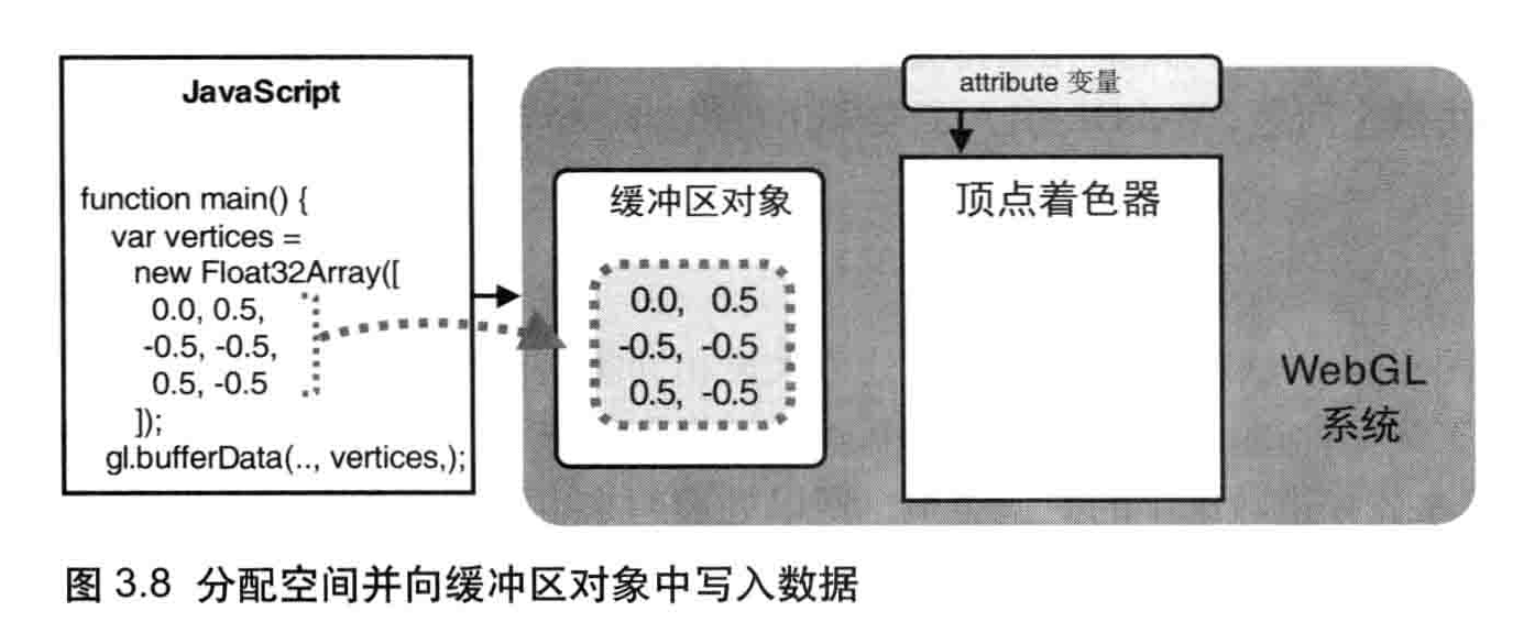 JavaScript
function main() {
var vertices =
new Float32Array([
0.0, 0.5,
-0.5, -0.5,
0.5, -0.5
]);
gl.bufferData(.., vertices,);
缓冲区对象
0.0, 0.5
-0.5, -0.5
0.5, -0.5
attribute 变量
顶点着色器
WebGL
系统
图 3.8 分配空间并向缓冲区对象中写入数据